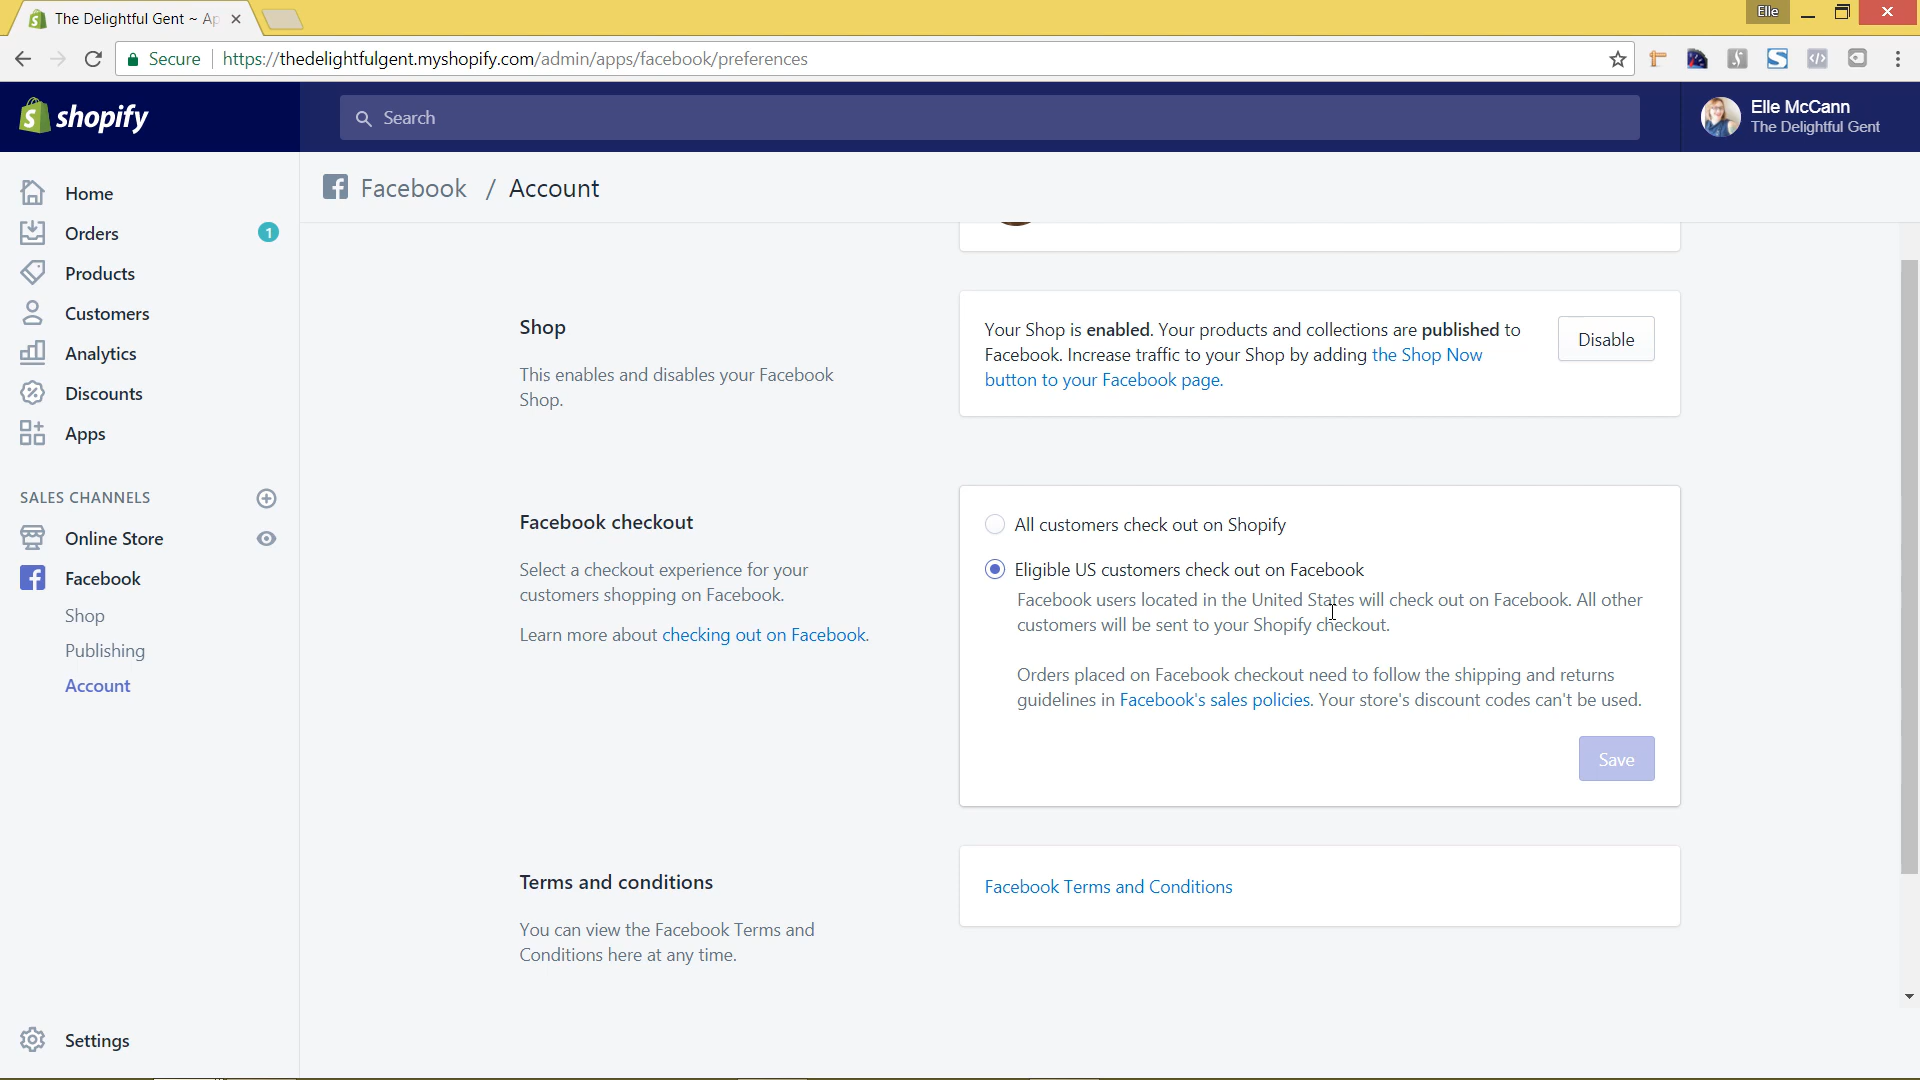 The Delightful Gent ~ Ap
Elle
Secure
https://thedelightfulgent.myshopify.com/admin/apps/facebook/preferences
shopify
Search
Elle McCann
The Delightful Gent
Home
Orders
1
Products
Customers
Analytics
Discounts
Apps
SALES CHANNELS
Online Store
Facebook
Shop
Publishing
Account
Settings
Facebook / Account
Shop
This enables and disables your Facebook
Shop.
Your Shop is enabled. Your products and collections are published to
Facebook. Increase traffic to your Shop by adding the Shop Now
button to your Facebook page.
Disable
Facebook checkout
Select a checkout experience for your
customers shopping on Facebook.
Learn more about checking out on Facebook.
All customers check out on Shopify
Eligible US customers check out on Facebook
Facebook users located in the United States will check out on Facebook. All other
customers will be sent to your Shopify checkout.
Orders placed on Facebook checkout need to follow the shipping and returns
guidelines in Facebook's sales policies. Your store's discount codes can't be used.
Save
Terms and conditions
You can view the Facebook Terms and
Conditions here at any time.
Facebook Terms and Conditions